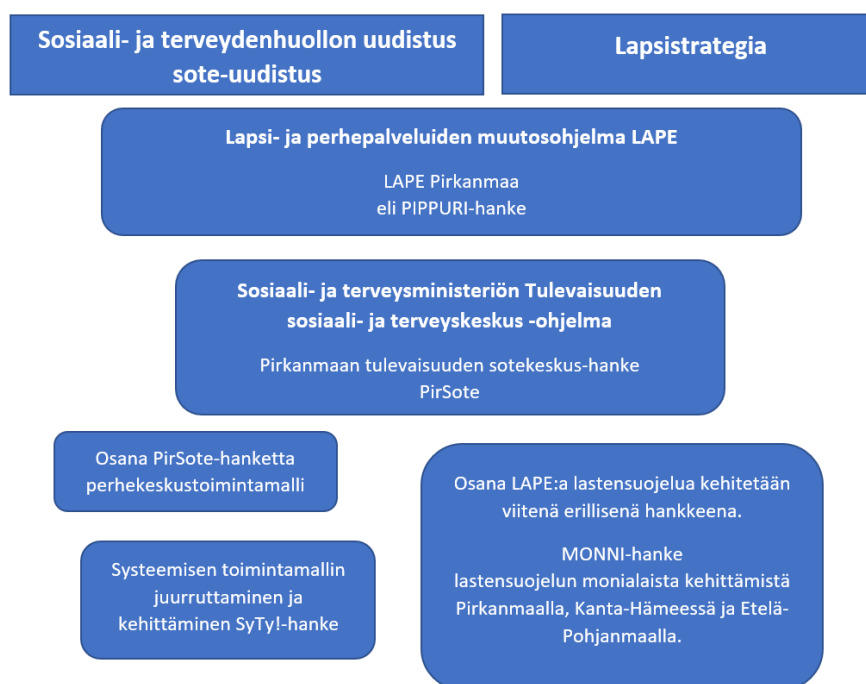 Sosiaali- ja terveydenhuollon uudistus
sote-uudistus
Lapsistrategia
Lapsi- ja perhepalveluiden muutosohjelma LAPE
LAPE Pirkanmaa
eli PIPPURI-hanke
Sosiaali- ja terveysministeriön Tulevaisuuden
sosiaali- ja terveyskeskus -ohjelma
Pirkanmaan tulevaisuuden sotekeskus-hanke
PirSote
Osana PirSote-hanketta
perhekeskustoimintamalli
Systeemisen toimintamallin
juurruttaminen ja
kehittäminen SyTy!-hanke
Osana LAPE:a lastensuojelua kehitetään
viitenä erillisenä hankkeena.
MONNI-hanke
lastensuojelun monialaista kehittämistä
Pirkanmaalla, Kanta-Hämeessä ja Etelä-
Pohjanmaalla.